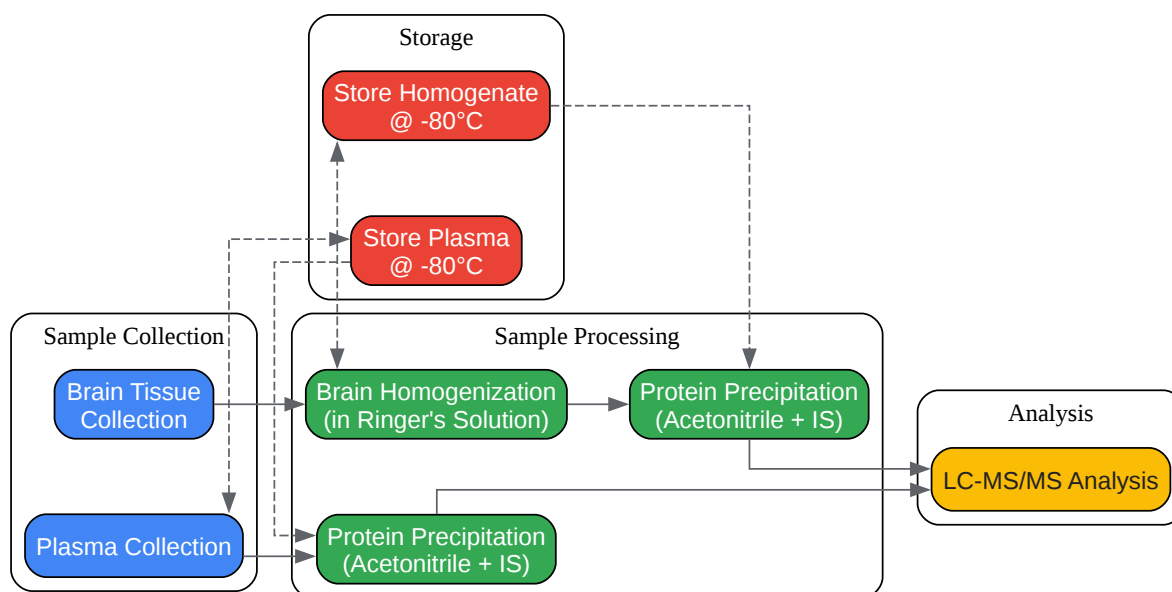 Storage
Store Homogenate
@ -80°C
Store Plasma
@ -80°C
Sample Collection
Brain Tissue
Collection
Plasma Collection
Sample Processing
Brain Homogenization
(in Ringer's Solution)
Protein Precipitation
(Acetonitrile + IS)
Protein Precipitation
(Acetonitrile + IS)
Analysis
LC-MS/MS Analysis